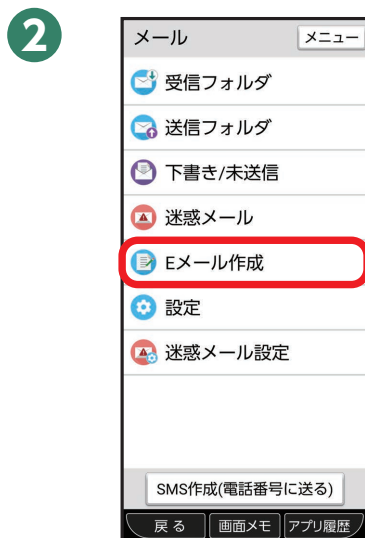 2
メール
メニュー
受信フォルダ
送信フォルダ
下書き/未送信
迷惑メール
Eメール作成
設定
迷惑メール設定
SMS作成(電話番号に送る)
戻る 画面メモ アプリ履歴